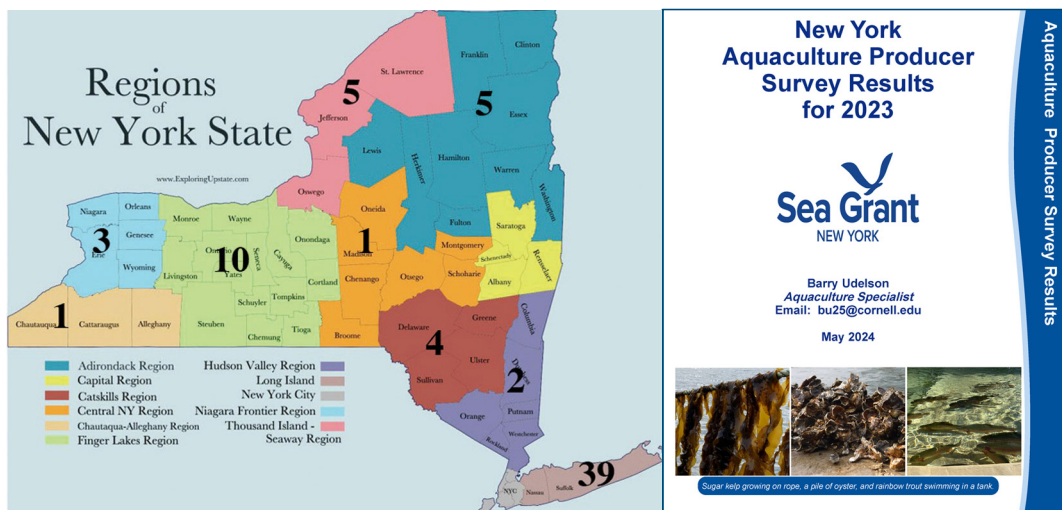 Regions
of
New York State
www.ExploringUpstate.com
Clinton
Franklin
St. Lawrence
5
5
Jefferson
Essex
Lewis
Hamilton
Herkimer
Warren
Washington
Oswego
Oneida
Fulton
Saratoga
Niagara
Orleans
Monroe
Wayne
3
Genesee
Erie
Wyoming
Onondaga
Ontario
10
Seneca
Cayuga
Yates
Livingston
1
Madison
Montgomery
Schenectady
Rensselaer
Schoharie
Otsego
Albany
Cortland
Chenango
Tompkins
Schuyler
Steuben
Tioga
Chemung
Broome
1
Chautauqua
Cattaraugus
Alleghany
Delaware
Greene
4
Ulster
Sullivan
Columbia
2
Orange
Putnam
Rockland
39
NYC
Suffolk
Adirondack Region
Capital Region
Catskills Region
Central NY Region
Chautaqua-Alleghany Region
Finger Lakes Region
Hudson Valley Region
Long Island
New York City
Niagara Frontier Region
Thousand Island -
Seaway Region
New York
Aquaculture Producer
Survey Results
for 2023
Sea Grant
NEW YORK
Barry Udelson
Aquaculture Specialist
Email: bu25@cornell.edu
May 2024
Sugar kelp growing on rope, a pile of oyster, and rainbow trout swimming in a tank.
Aquaculture Producer Survey Results